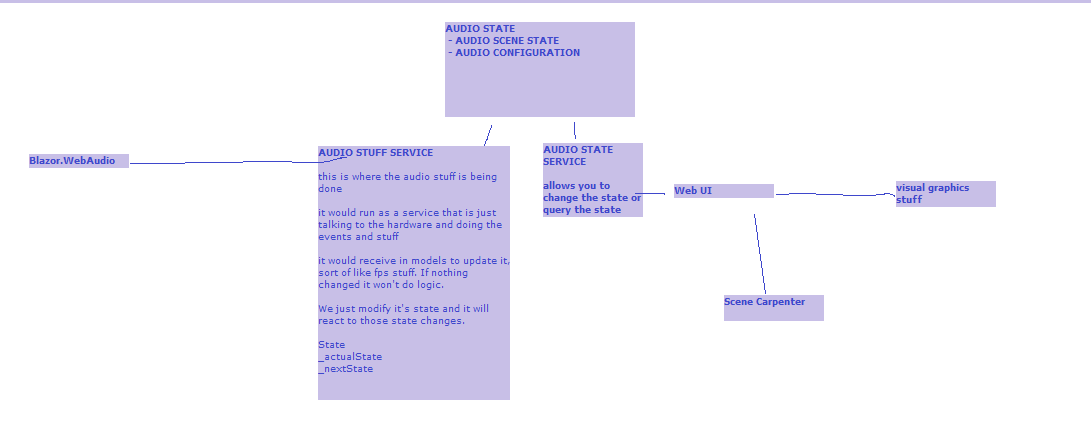 AUDIO STATE
- AUDIO SCENE STATE
- AUDIO CONFIGURATION
Blazor.WebAudio
AUDIO STUFF SERVICE
this is where the audio stuff is being
done
it would run as a service that is just
talking to the hardware and doing the
events and stuff
it would receive in models to update it,
sort of like fps stuff. If nothing
changed it won't do logic.
We just modify it's state and it will
react to those state changes.
State
_actualState
_nextState
AUDIO STATE
SERVICE
allows you to
change the state or
query the state
Web UI
visual graphics
stuff
Scene Carpenter